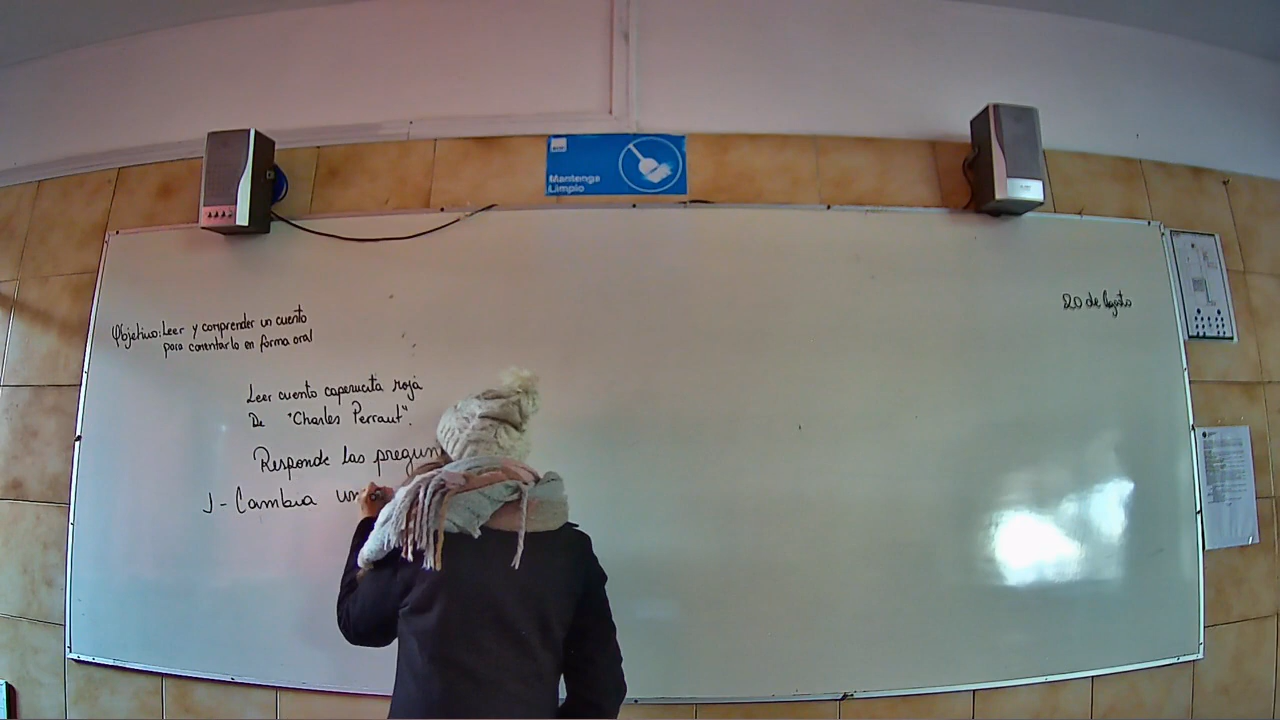 Objetivo: Leer y comprender un cuento
para comentarlo en forma oral
Leer cuento caperucita roja
De "Charles Perraut".
Responde las pregun
1- Cambia un
20 de Agosto
Mantenga
Limpio